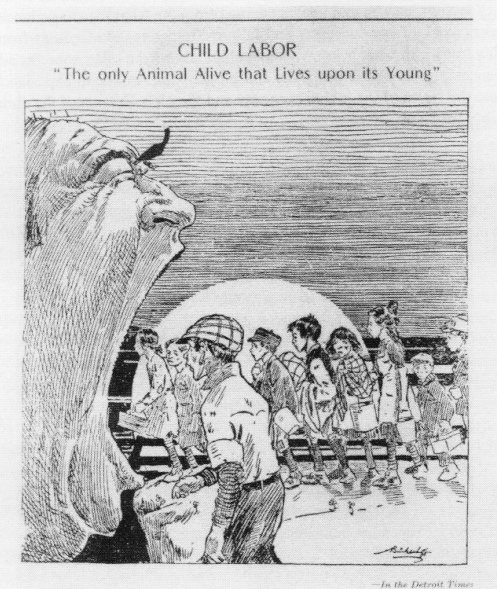 CHILD LABOR
"The only Animal Alive that Lives upon its Young"
—In the Detroit Times